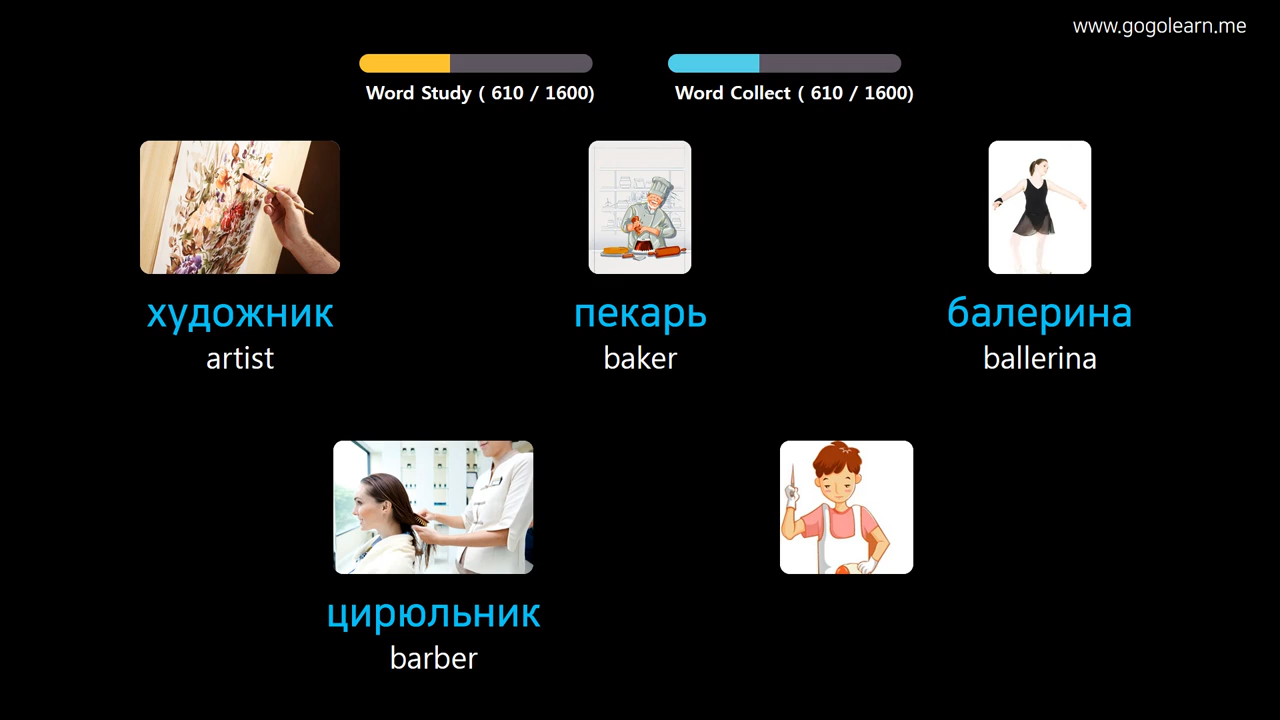 www.gogolearn.me
Word Study ( 610 / 1600)
Word Collect ( 610 / 1600)
художник
artist
пекарь
baker
балерина
ballerina
цирюльник
barber